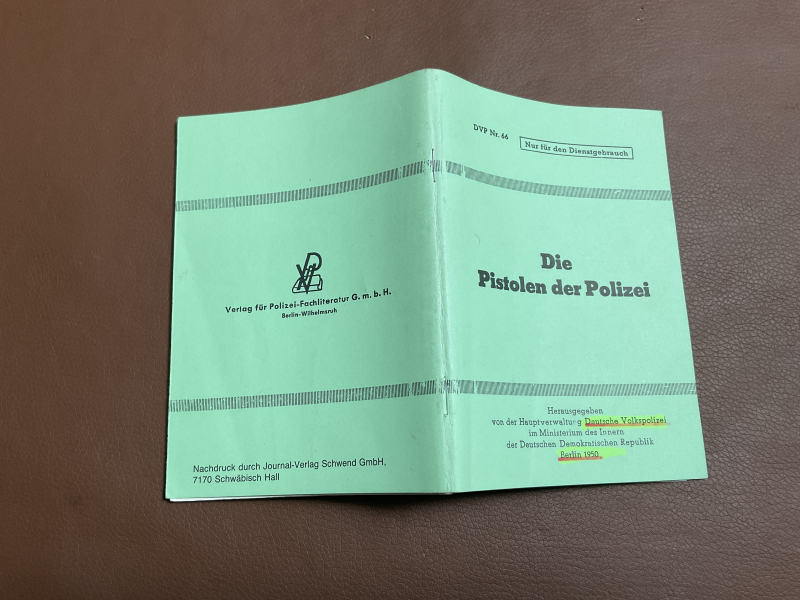 Verlag für Polizei-Fachliteratur G. m. b. H.
Berlin-Wilhelmsruh
Nachdruck durch Journal-Verlag Schwend GmbH,
7170 Schwäbisch Hall
DVP Nr. 66
Nur für den Dienstgebrauch
Die
Pistolen der Polizei
Herausgegeben
von der Hauptverwaltung Deutsche Volkspolizei
im Ministerium des Innern
der Deutschen Demokratischen Republik
Berlin 1950